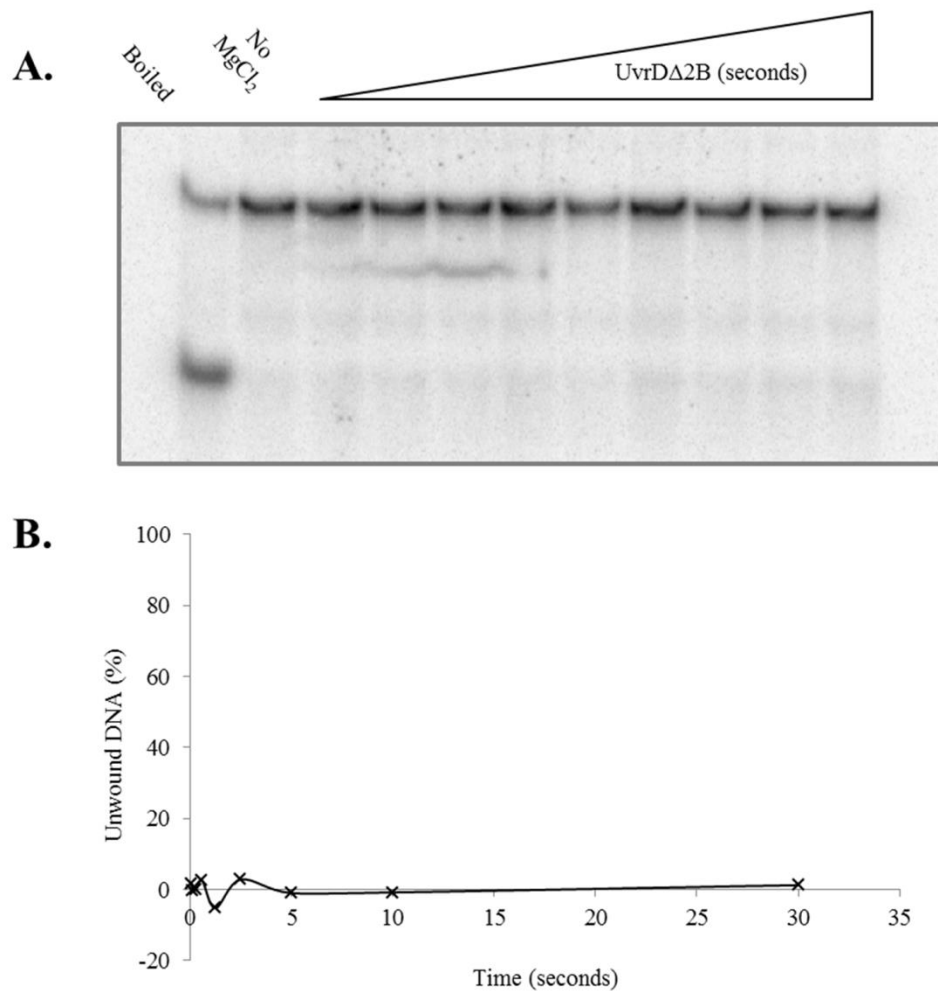 A.
Boiled
No
MgCl₂
UvrDΔ2B (seconds)
B.
Unwound DNA (%)
100
80
60
40
20
0
-20
0 5 10 15 20 25 30 35
Time (seconds)